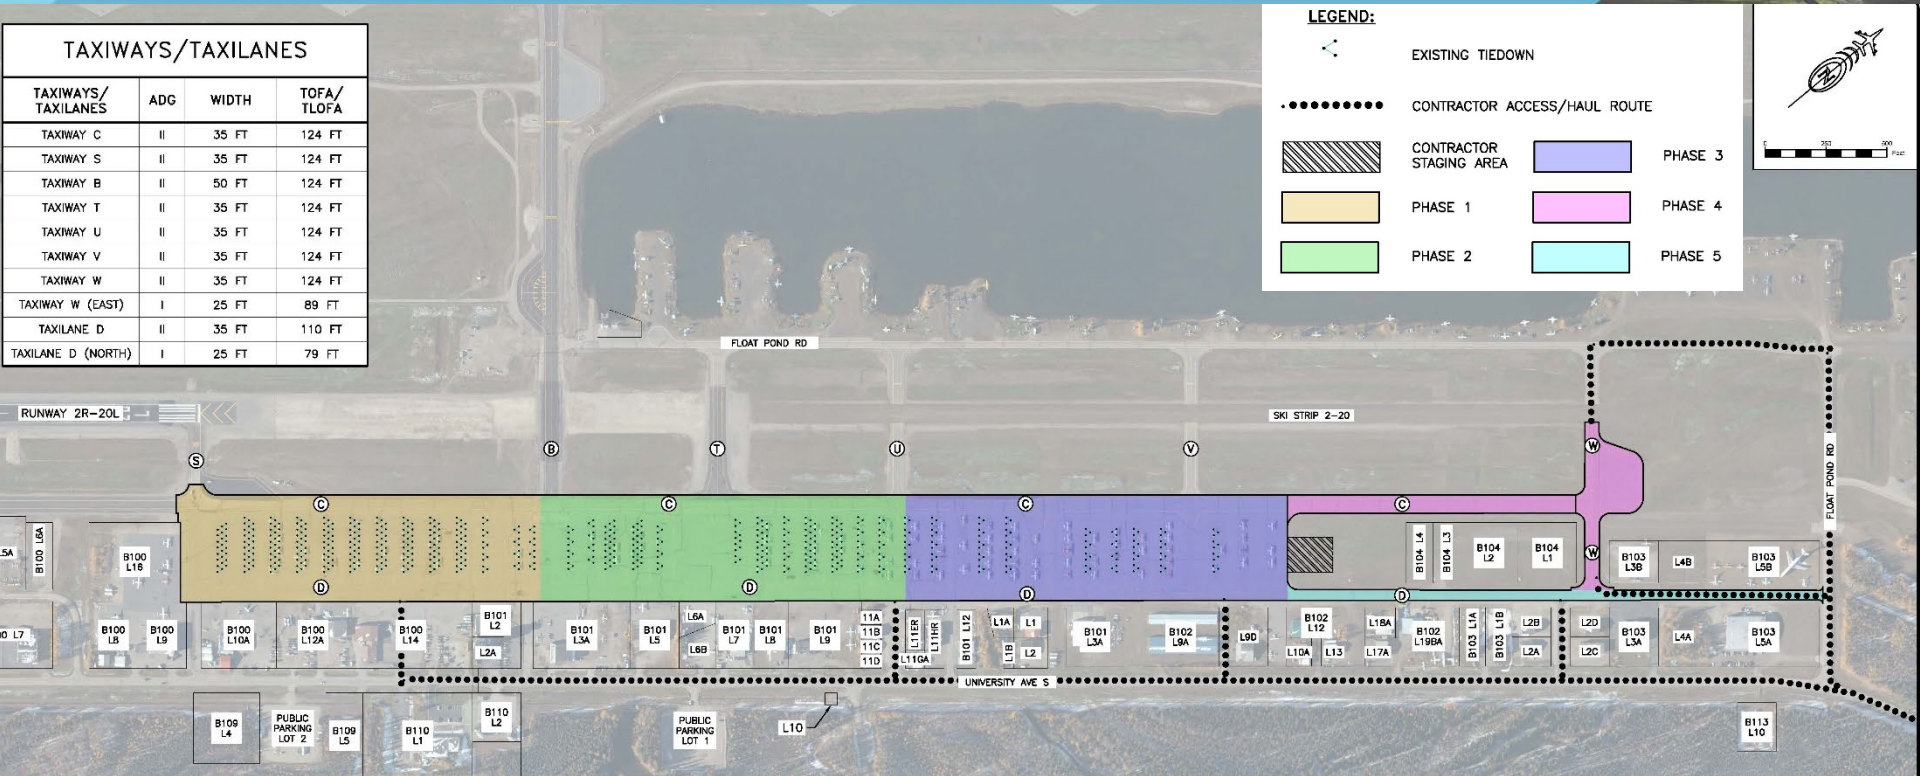 TAXIWAYS/TAXILANES
TAXIWAYS/ TAXILANES ADG WIDTH TOFA/ TLOFA
TAXIWAY C II 35 FT 124 FT
TAXIWAY S II 35 FT 124 FT
TAXIWAY B II 50 FT 124 FT
TAXIWAY T II 35 FT 124 FT
TAXIWAY U II 35 FT 124 FT
TAXIWAY V II 35 FT 124 FT
TAXIWAY W II 35 FT 124 FT
TAXIWAY W (EAST) I 25 FT 89 FT
TAXILANE D II 35 FT 110 FT
TAXILANE D (NORTH) I 25 FT 79 FT
LEGEND:
EXISTING TIEDOWN
CONTRACTOR ACCESS/HAUL ROUTE
CONTRACTOR
STAGING AREA
PHASE 3
PHASE 1
PHASE 4
PHASE 2
PHASE 5
N
0 250 500
Feet
FLOAT POND RD
RUNWAY 2R-20L
SKI STRIP 2-20
S
B
T
U
V
W
FLOAT POND RD
C
C
C
C
D
D
D
D
W
L5A
B100 L6A
B100
L16
B104 L4
B104 L3
B104
L2
B104
L1
B103
L3B
L4B
B103
L5B
L7
B100
L8
B100
L9
B100
L10A
B100
L12A
B100
L14
B101
L2
L2A
B101
L3A
B101
L5
L6A
L6B
B101
L7
B101
L8
B101
L9
11A
11B
11C
11D
L11ER
L11HR
L11GA
B101 L12
L1A
L1B
L1
L2
B101
L3A
B102
L9A
L9D
B102
L12
L10A
L13
L18A
L17A
B102
L19BA
B103 L1A
B103 L1B
L2B
L2A
L2D
L2C
B103
L3A
L4A
B103
L5A
UNIVERSITY AVE S
B109
L4
PUBLIC
PARKING
LOT 2
B109
L5
B110
L1
B110
L2
PUBLIC
PARKING
LOT 1
L10
B113
L10